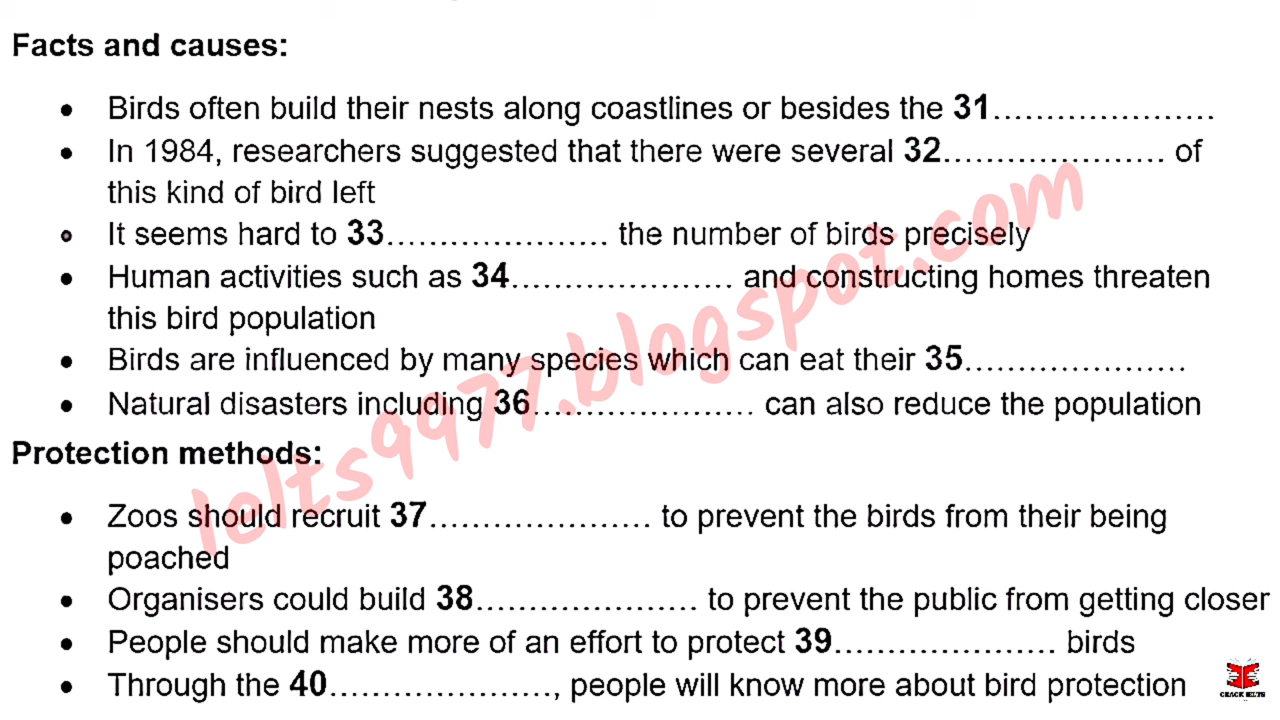 Facts and causes:
• Birds often build their nests along coastlines or besides the 31.....................
• In 1984, researchers suggested that there were several 32..................... of
this kind of bird left
• It seems hard to 33..................... the number of birds precisely
• Human activities such as 34..................... and constructing homes threaten
this bird population
• Birds are influenced by many species which can eat their 35.....................
• Natural disasters including 36..................... can also reduce the population
Protection methods:
• Zoos should recruit 37..................... to prevent the birds from their being
poached
• Organisers could build 38..................... to prevent the public from getting closer
• People should make more of an effort to protect 39..................... birds
• Through the 40....................., people will know more about bird protection
Ielts9977.blogspot.com
CRACK IELTS